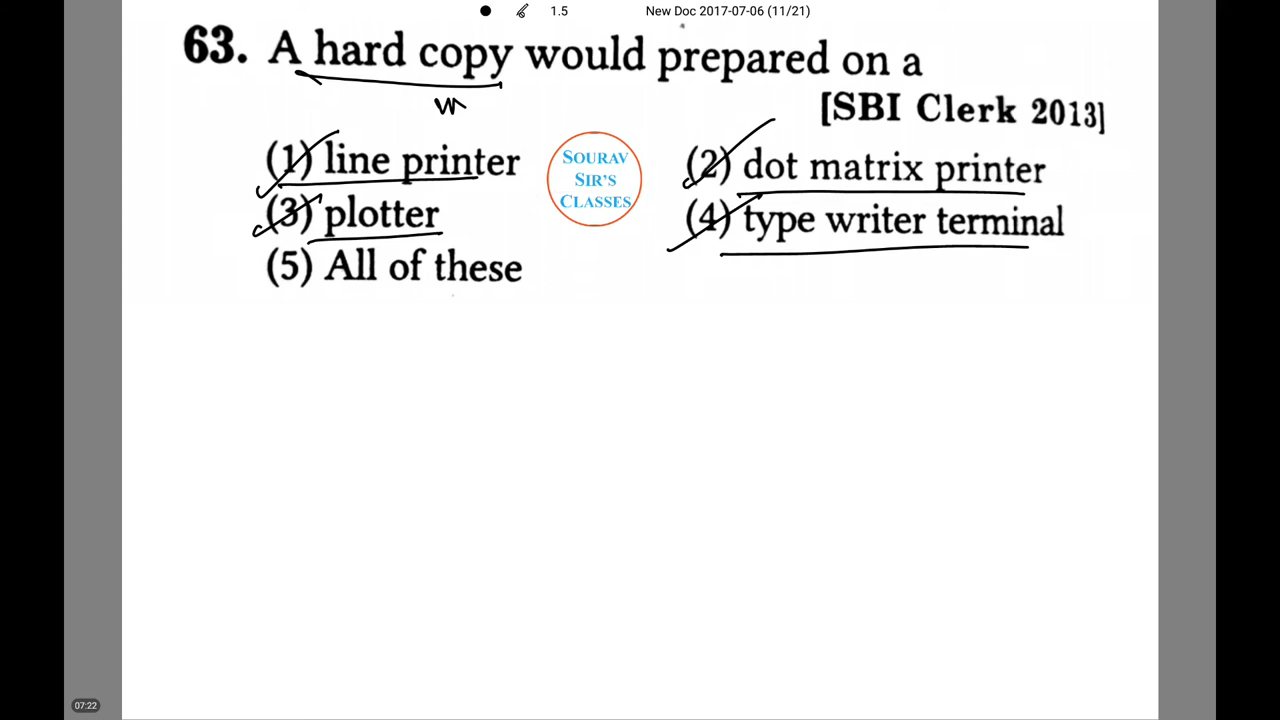 1.5 New Doc 2017-07-06 (11/21)
63. A hard copy would prepared on a
[SBI Clerk 2013]
(1) line printer (2) dot matrix printer
SOURAV
SIR'S
CLASSES
(3) plotter (4) type writer terminal
(5) All of these
07:22